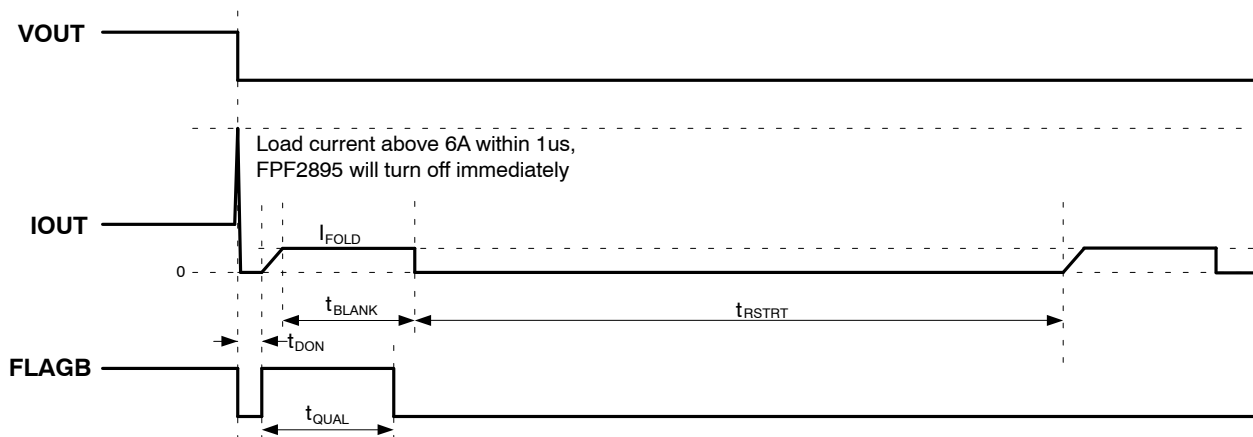 VOUT
Load current above 6A within 1us,
FPF2895 will turn off immediately
IOUT
IFOLD
0
tBLANK
tRSTRT
tDON
FLAGB
tQUAL